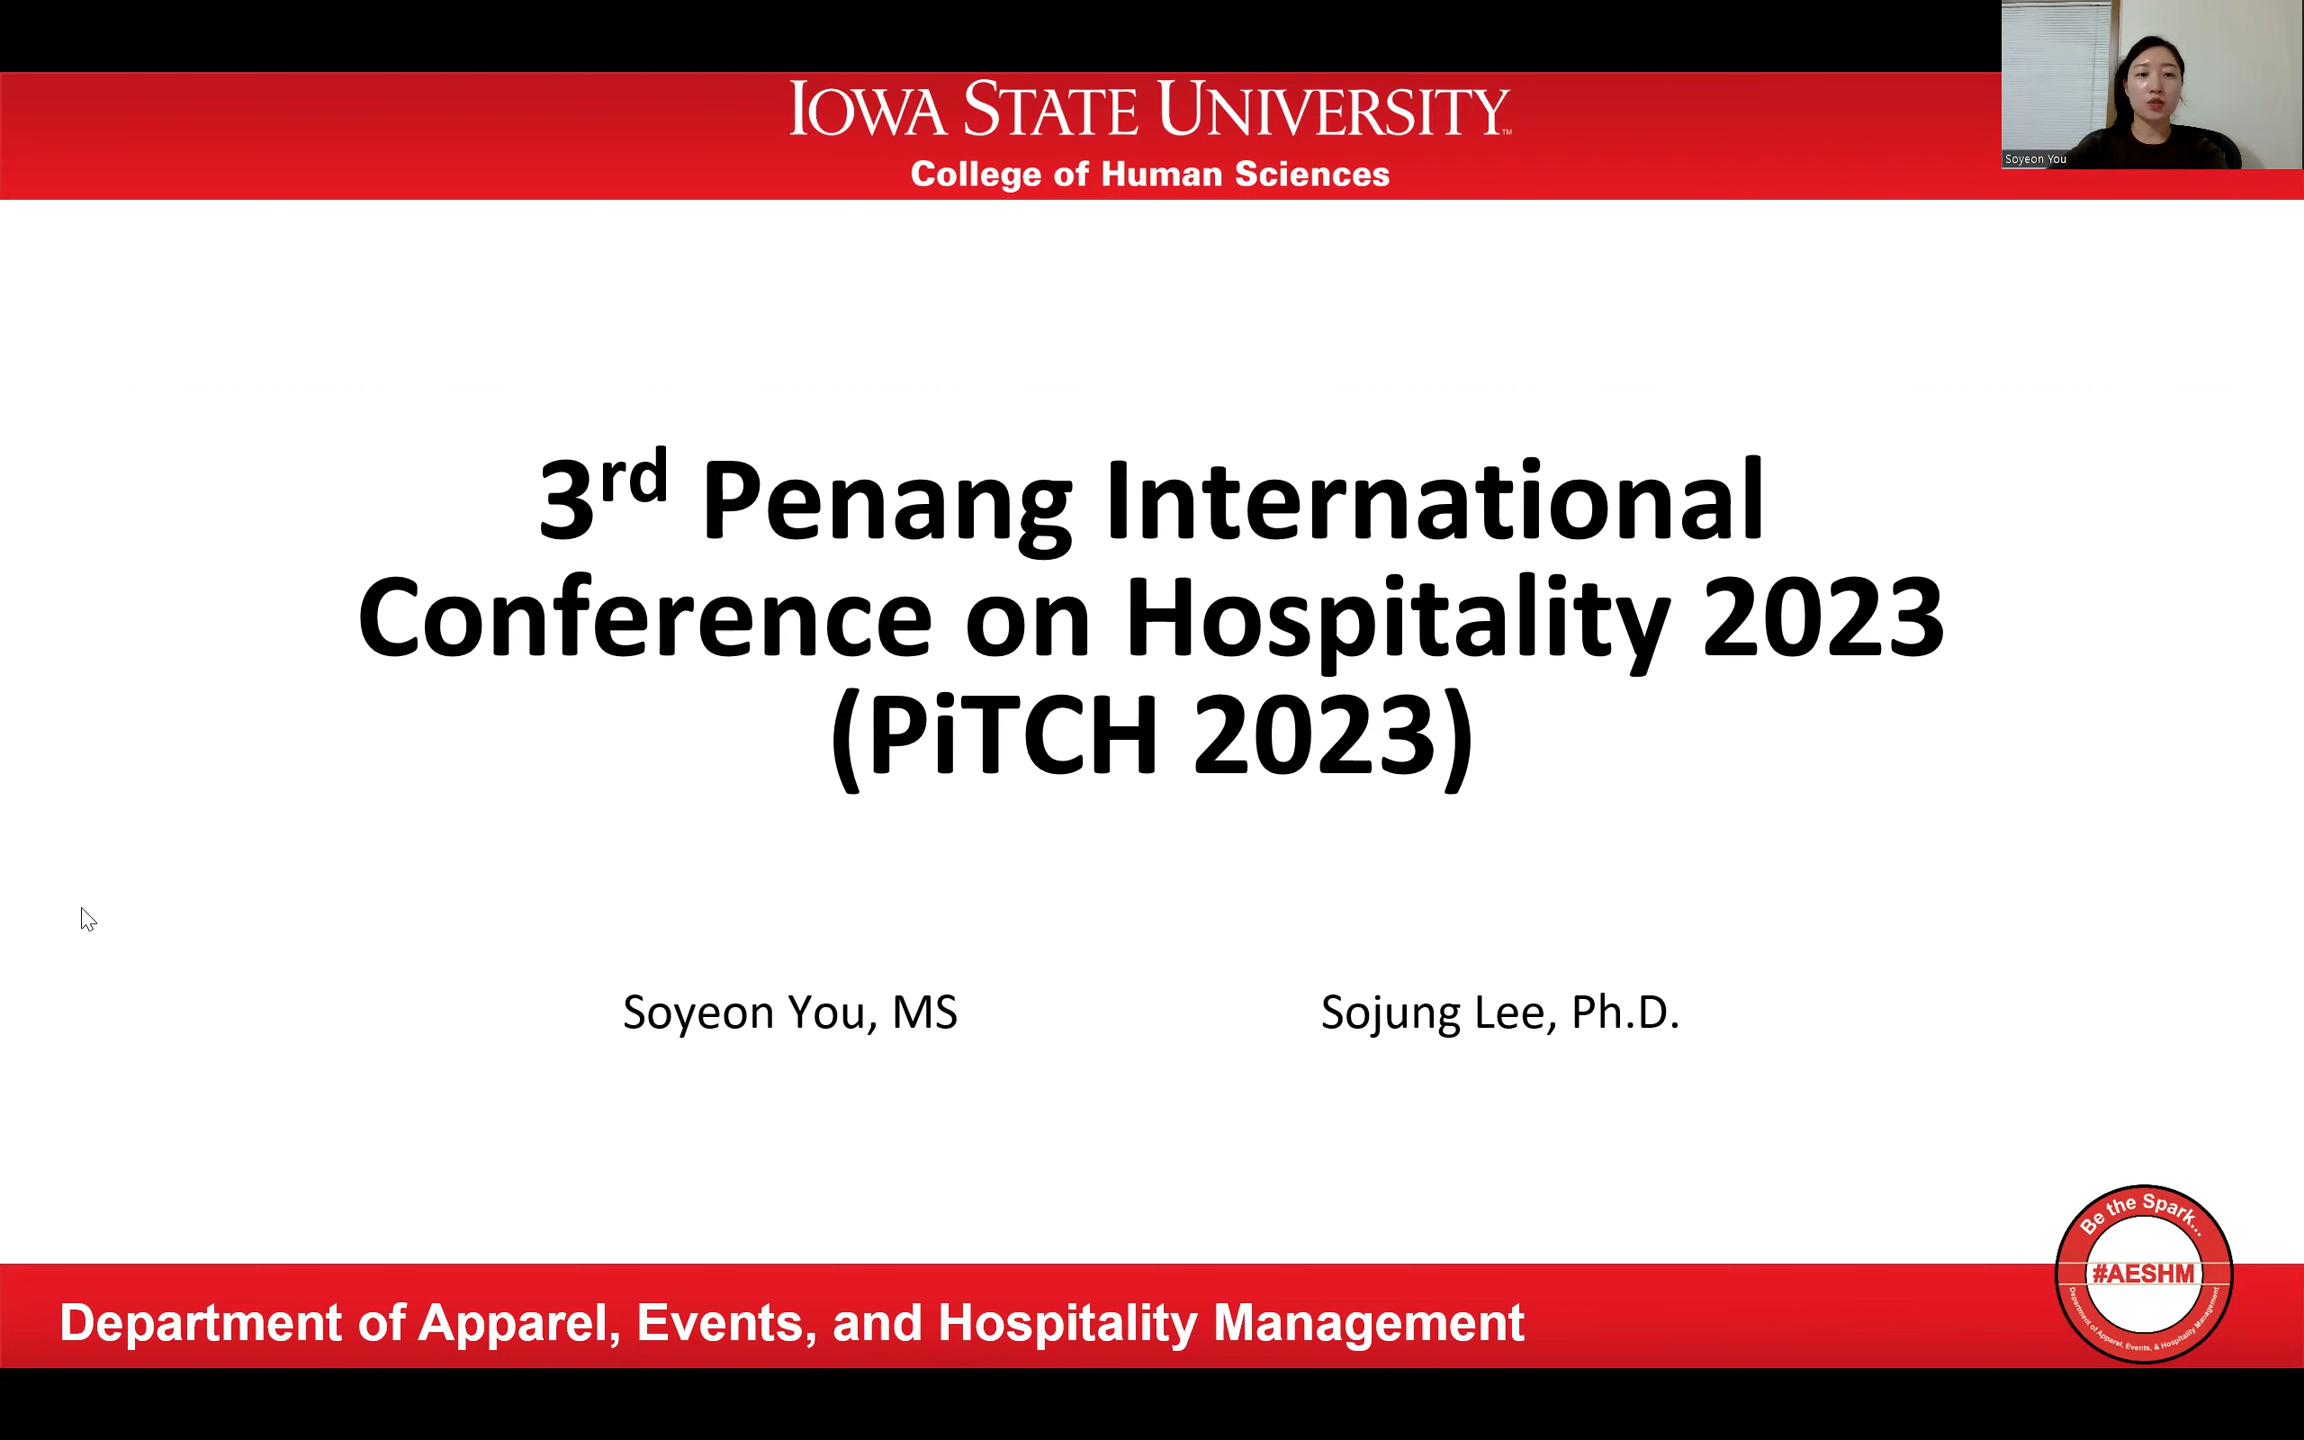 IOWA STATE UNIVERSITY™
College of Human Sciences
Soyeon You
3rd Penang International
Conference on Hospitality 2023
(PiTCH 2023)
Soyeon You, MS
Sojung Lee, Ph.D.
Be the Spark...
#AESHM
Department of Apparel, Events, & Hospitality Management
Department of Apparel, Events, and Hospitality Management